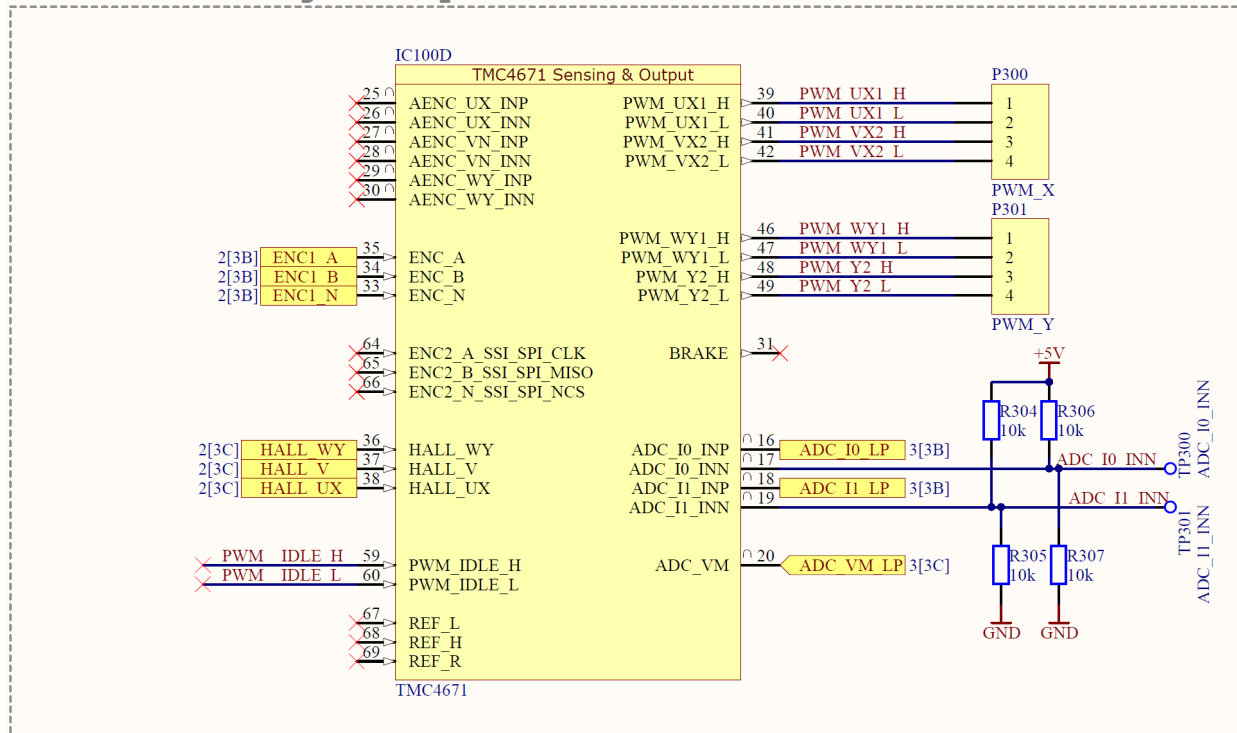 IC100D
TMC4671 Sensing & Output
25 AENC_UX_INP
26 AENC_UX_INN
27 AENC_VN_INP
28 AENC_VN_INN
29 AENC_WY_INP
30 AENC_WY_INN
2[3B] ENC1_A 35 ENC_A
2[3B] ENC1_B 34 ENC_B
2[3B] ENC1_N 33 ENC_N
64 ENC2_A_SSI_SPI_CLK
65 ENC2_B_SSI_SPI_MISO
66 ENC2_N_SSI_SPI_NCS
2[3C] HALL_WY 36 HALL_WY
2[3C] HALL_V 37 HALL_V
2[3C] HALL_UX 38 HALL_UX
PWM_IDLE_H 59 PWM_IDLE_H
PWM_IDLE_L 60 PWM_IDLE_L
67 REF_L
68 REF_H
69 REF_R
TMC4671
PWM_UX1_H 39 PWM_UX1_H
PWM_UX1_L 40 PWM_UX1_L
PWM_VX2_H 41 PWM_VX2_H
PWM_VX2_L 42 PWM_VX2_L
P300
1
2
3
4
PWM_X
PWM_WY1_H 46 PWM_WY1_H
PWM_WY1_L 47 PWM_WY1_L
PWM_Y2_H 48 PWM_Y2_H
PWM_Y2_L 49 PWM_Y2_L
P301
1
2
3
4
PWM_Y
BRAKE 31
ADC_I0_INP 16 ADC_I0_LP 3[3B]
ADC_I0_INN 17 ADC_I0_INN
ADC_I1_INP 18 ADC_I1_LP 3[3B]
ADC_I1_INN 19 ADC_I1_INN
ADC_VM 20 ADC_VM_LP 3[3C]
+5V
R304
10k
R306
10k
R305
10k
R307
10k
GND
GND
TP300
ADC_I0_INN
TP301
ADC_I1_INN